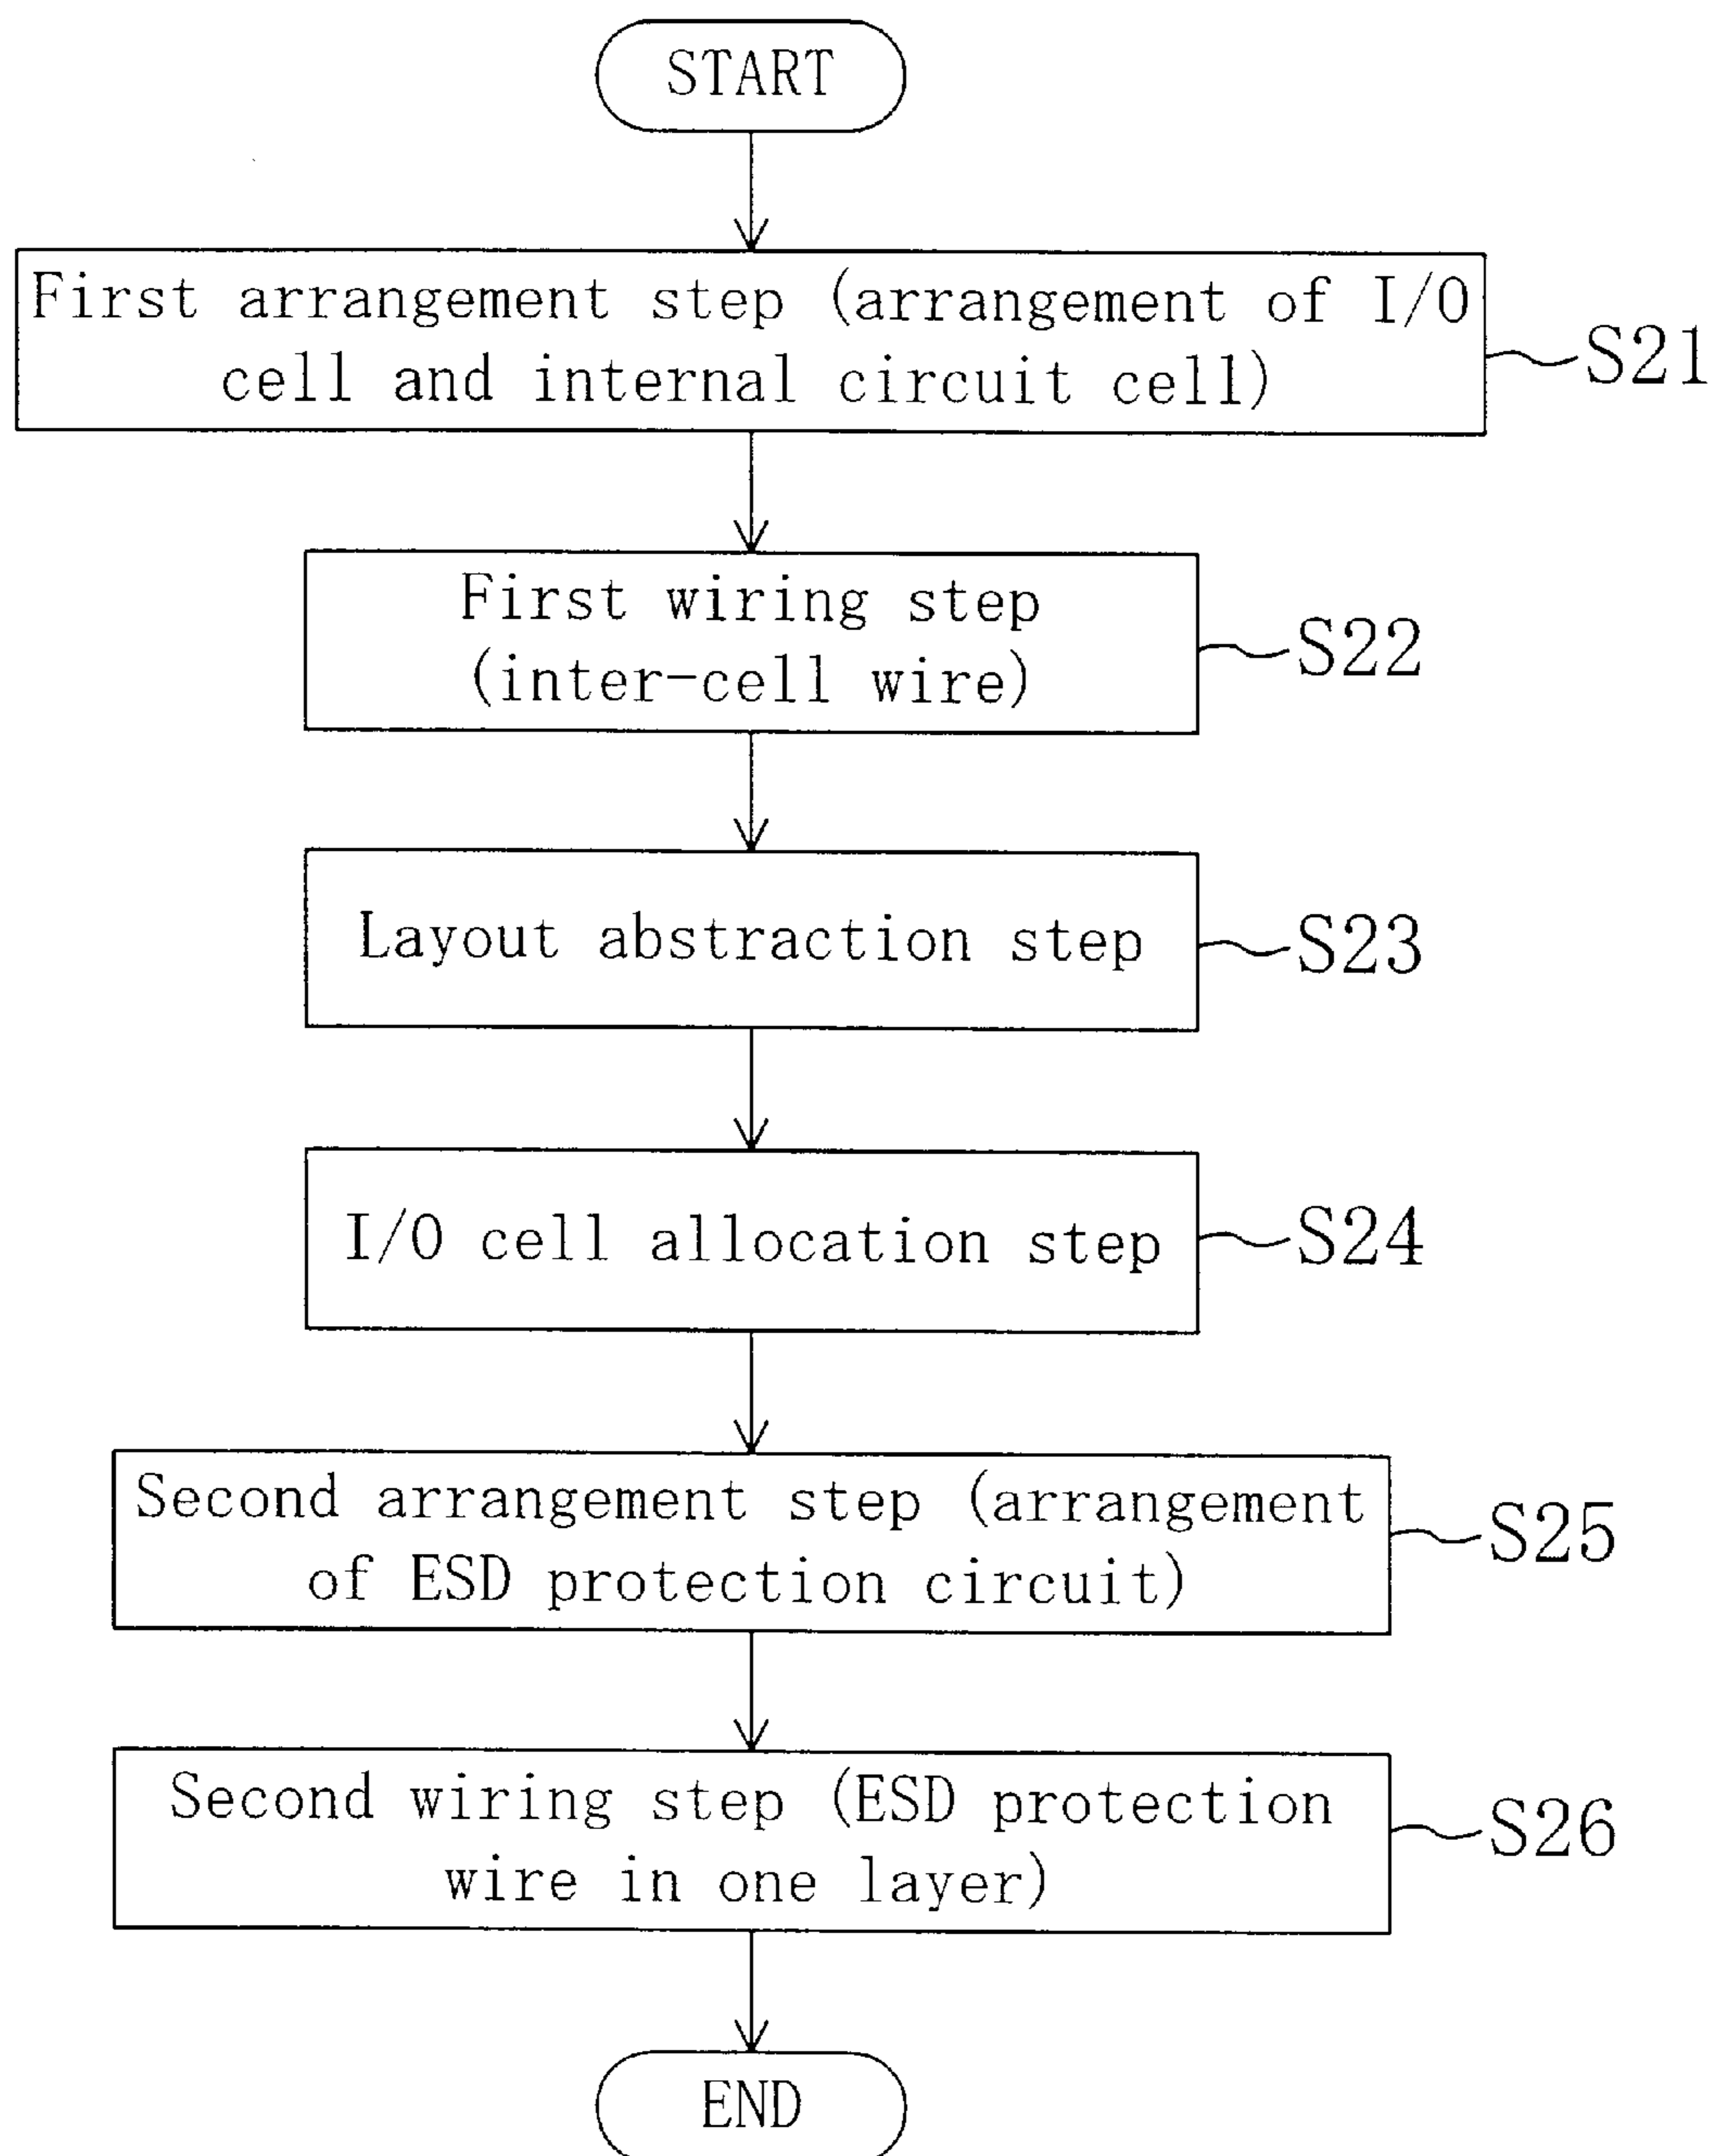 START
First arrangement step (arrangement of I/O
cell and internal circuit cell)
S21
First wiring step
(inter-cell wire)
S22
Layout abstraction step
S23
I/O cell allocation step
S24
Second arrangement step (arrangement
of ESD protection circuit)
S25
Second wiring step (ESD protection
wire in one layer)
S26
END